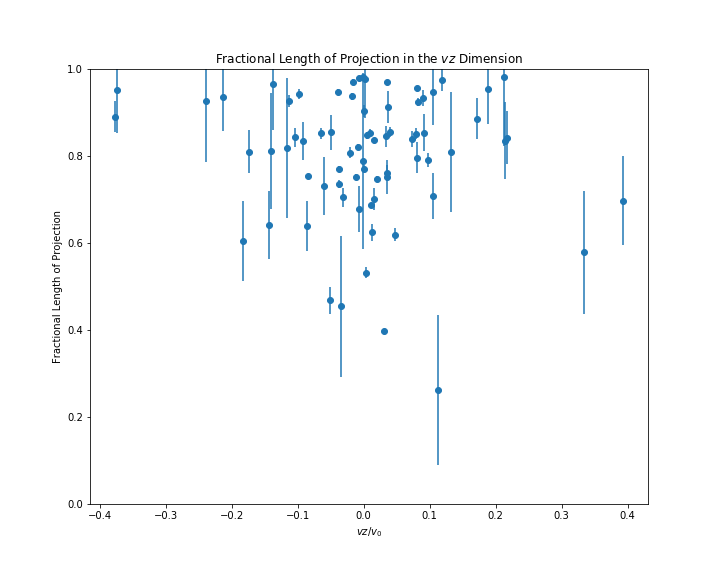 Fractional Length of Projection in the vz Dimension
Fractional Length of Projection
1.0
0.8
0.6
0.4
0.2
0.0
−0.4 −0.3 −0.2 −0.1 0.0 0.1 0.2 0.3 0.4
vz/v₀